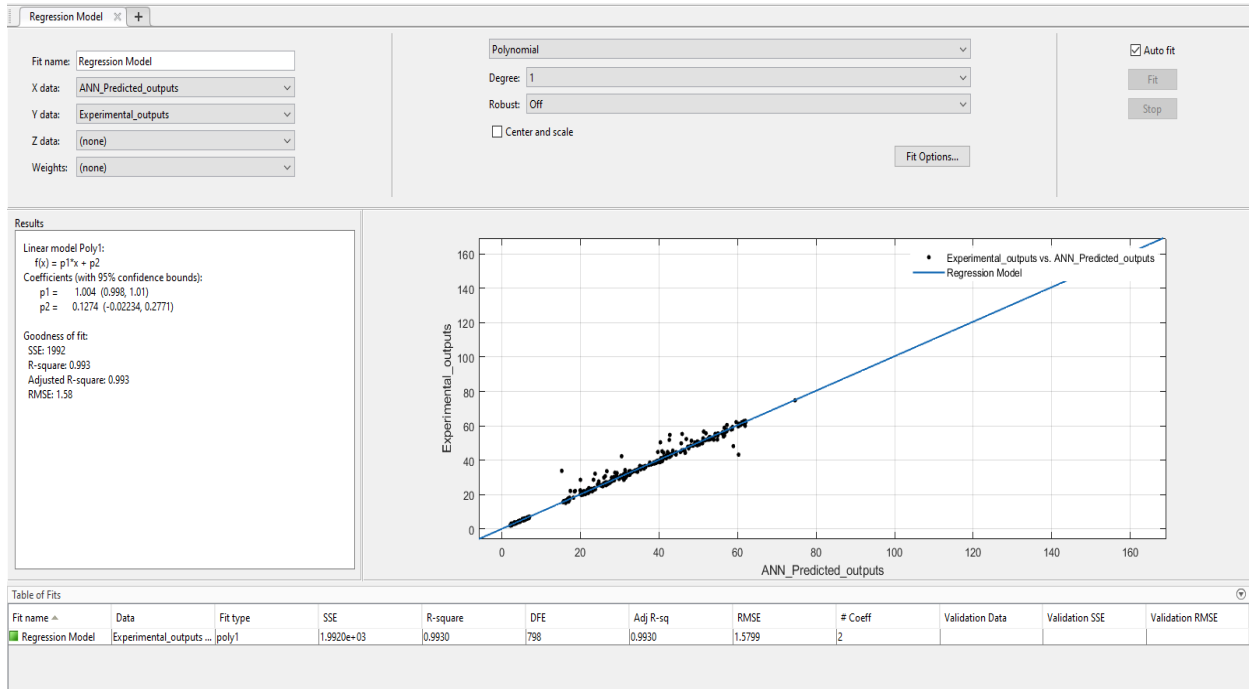 Regression Model
Fit name: Regression Model
X data: ANN_Predicted_outputs
Y data: Experimental_outputs
Z data: (none)
Weights: (none)
Polynomial
Degree: 1
Robust: Off
Center and scale
Fit Options...
Auto fit
Fit
Stop
Results
Linear model Poly1:
f(x) = p1*x + p2
Coefficients (with 95% confidence bounds):
p1 = 1.004 (0.998, 1.01)
p2 = 0.1274 (-0.02234, 0.2771)
Goodness of fit:
SSE: 1992
R-square: 0.993
Adjusted R-square: 0.993
RMSE: 1.58
Experimental_outputs
160
140
120
100
80
60
40
20
0
Experimental_outputs vs. ANN_Predicted_outputs
Regression Model
0 20 40 60 80 100 120 140 160
ANN_Predicted_outputs
Table of Fits
Fit name Data Fit type SSE R-square DFE Adj R-sq RMSE # Coeff Validation Data Validation SSE Validation RMSE
Regression Model Experimental_outputs ... poly1 1.9920e+03 0.9930 798 0.9930 1.5799 2